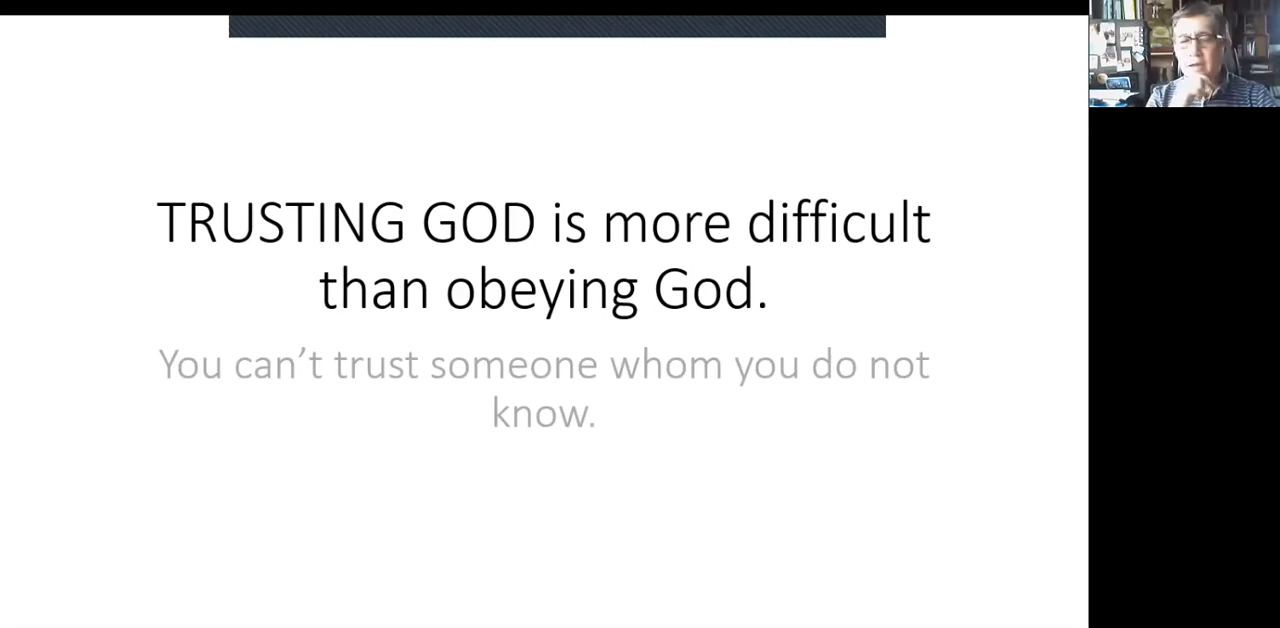 TRUSTING GOD is more difficult
than obeying God.
You can’t trust someone whom you do not
know.